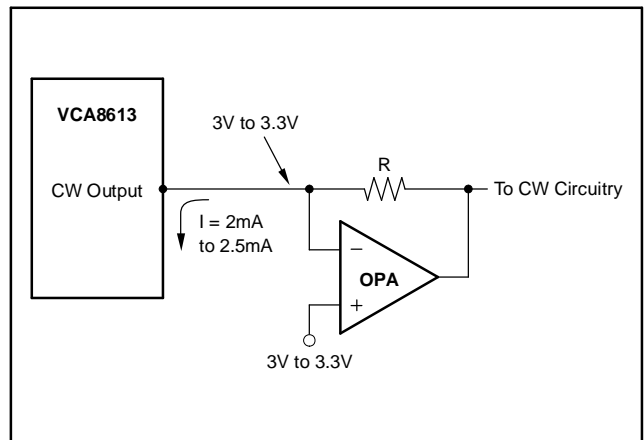 VCA8613
3V to 3.3V
R
CW Output
To CW Circuitry
I = 2mA
to 2.5mA
−
OPA
+
3V to 3.3V